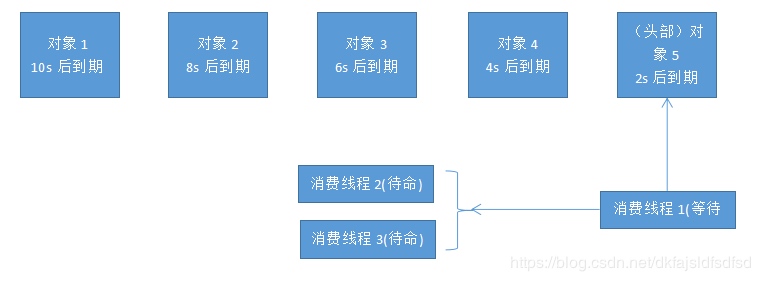 对象 1
10s 后到期
对象 2
8s 后到期
对象 3
6s 后到期
对象 4
4s 后到期
（头部）对
象 5
2s 后到期
消费线程 2(待命)
消费线程 1(等待
消费线程 3(待命)
https://blog.csdn.net/dkfajsldfsdfsd